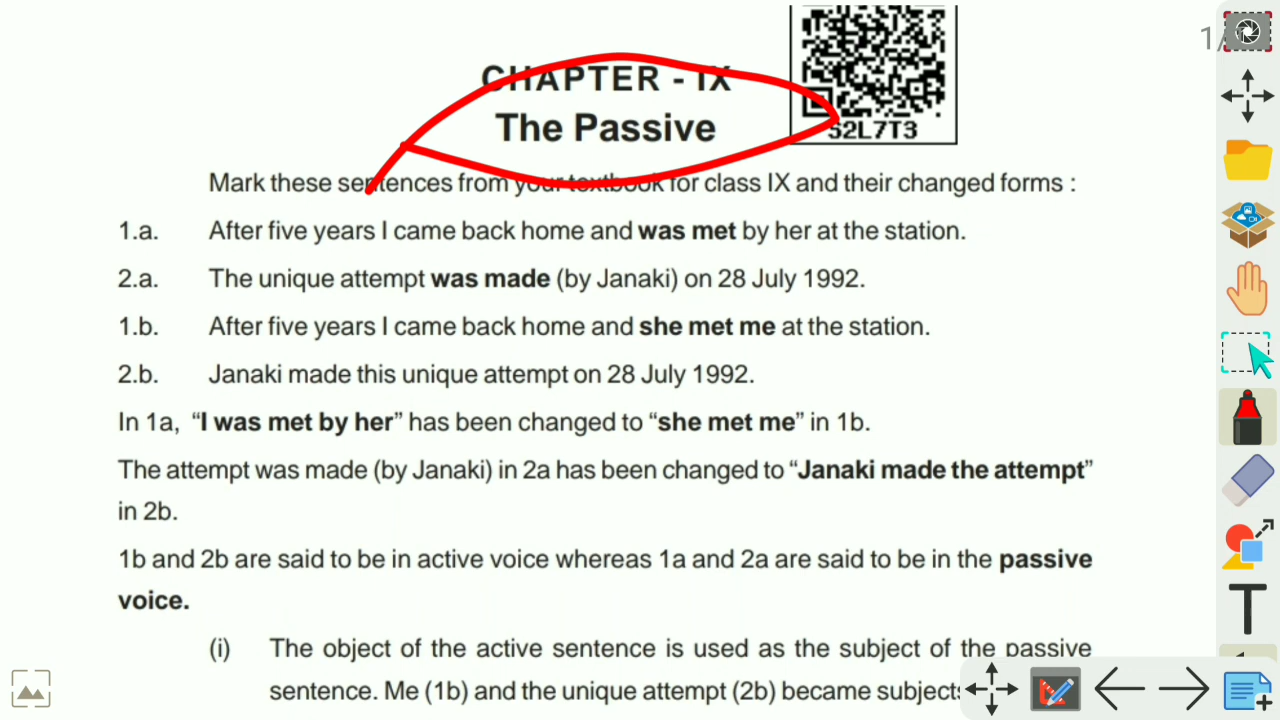 1/
CHAPTER - IX
The Passive
S2L7T3
Mark these sentences from your textbook for class IX and their changed forms :
1.a. After five years I came back home and was met by her at the station.
2.a. The unique attempt was made (by Janaki) on 28 July 1992.
1.b. After five years I came back home and she met me at the station.
2.b. Janaki made this unique attempt on 28 July 1992.
In 1a, “I was met by her” has been changed to “she met me” in 1b.
The attempt was made (by Janaki) in 2a has been changed to “Janaki made the attempt”
in 2b.
1b and 2b are said to be in active voice whereas 1a and 2a are said to be in the passive
voice.
(i) The object of the active sentence is used as the subject of the passive
sentence. Me (1b) and the unique attempt (2b) became subjects
T